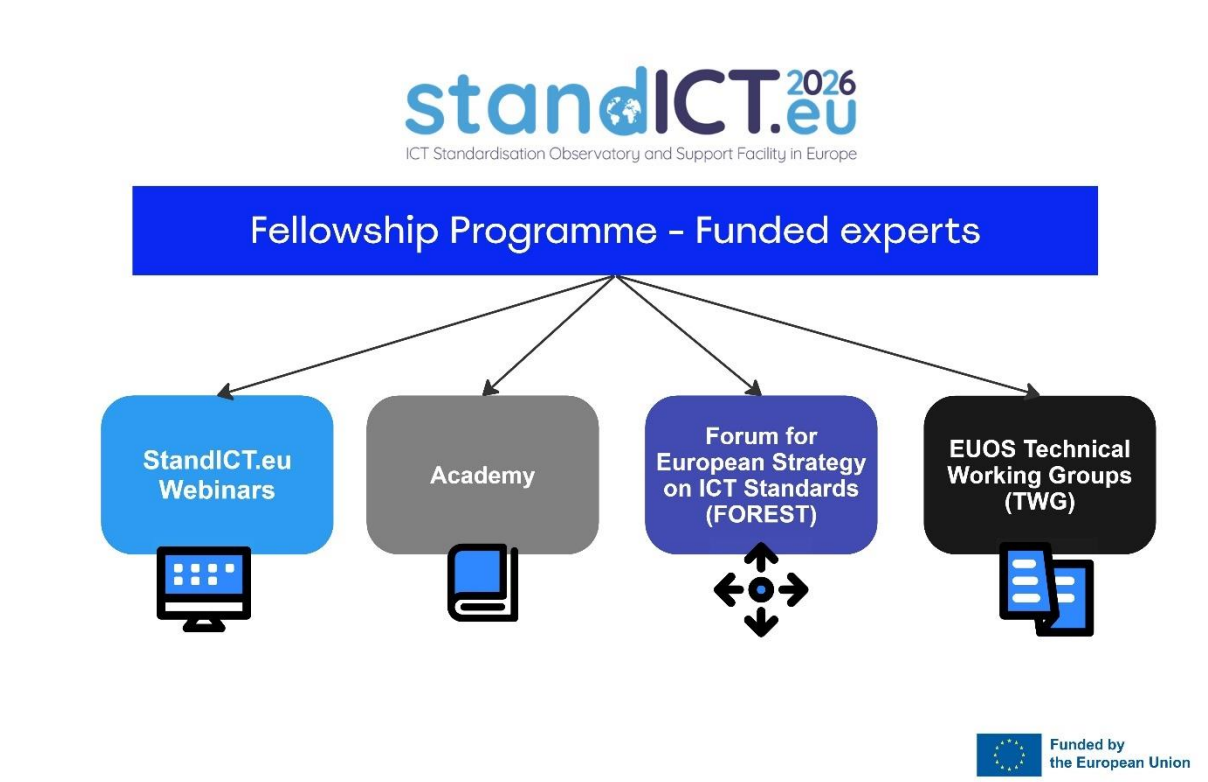 standICT.eu 2026
ICT Standardisation Observatory and Support Facility in Europe
Fellowship Programme - Funded experts
StandICT.eu
Webinars
Academy
Forum for
European Strategy
on ICT Standards
(FOREST)
EUOS Technical
Working Groups
(TWG)
Funded by
the European Union